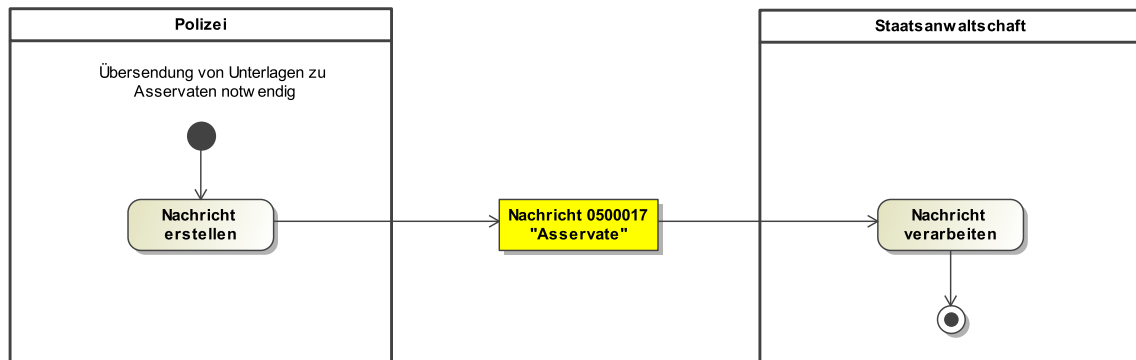 Polizei
Staatsanwaltschaft
Übersendung von Unterlagen zu
Asservaten notwendig
Nachricht
erstellen
Nachricht 0500017
"Asservate"
Nachricht
verarbeiten